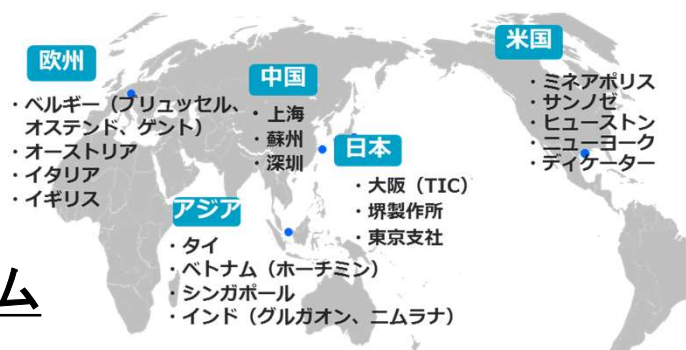 欧州
・ベルギー（ブリュッセル、
オステンド、ゲント）
・オーストリア
・イタリア
・イギリス
中国
・上海
・蘇州
・深圳
日本
・大阪（TIC）
・堺製作所
・東京支社
米国
・ミネアポリス
・サンノゼ
・ヒューストン
・ニューヨーク
・ディケーター
アジア
・タイ
・ベトナム（ホーチミン）
・シンガポール
・インド（グルガオン、ニムラナ）
ム